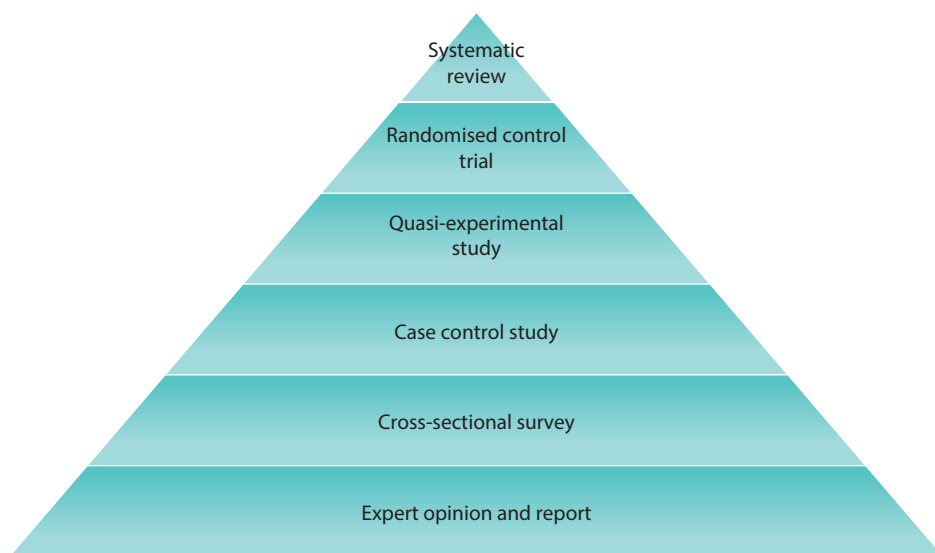 Systematic
review
Randomised control
trial
Quasi-experimental
study
Case control study
Cross-sectional survey
Expert opinion and report